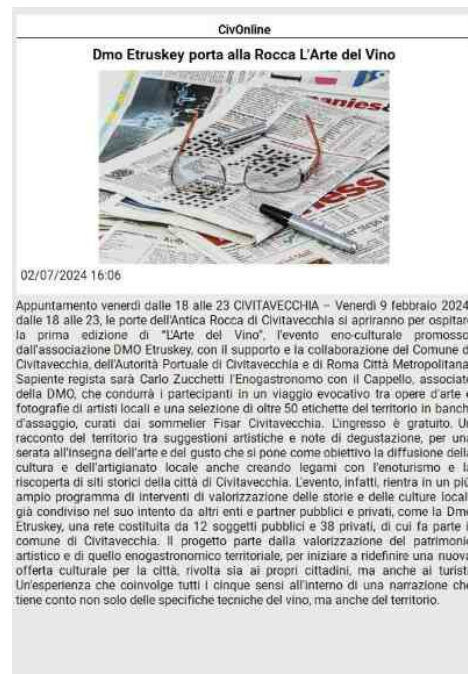 CivOnline
Dmo Etruskey porta alla Rocca L'Arte del Vino
02/07/2024 16:06
Appuntamento venerdì dalle 18 alle 23 CIVITAVECCHIA – Venerdì 9 febbraio 2024,
dalle 18 alle 23, le porte dell'Antica Rocca di Civitavecchia si apriranno per ospitare
la prima edizione di "L'Arte del Vino", l'evento eno-culturale promosso
dall'associazione DMO Etruskey, con il supporto e la collaborazione del Comune d
Civitavecchia, dell'Autorità Portuale di Civitavecchia e di Roma Città Metropolitana.
Sapiente regista sarà Carlo Zucchetti l'Enogastronomo con il Cappello, associato
della DMO, che condurrà i partecipanti in un viaggio evocativo tra opere d'arte e
fotografie di artisti locali e una selezione di oltre 50 etichette del territorio in banch
d'assaggio, curati dai sommelier Fisar Civitavecchia. L'ingresso è gratuito. Un
racconto del territorio tra suggestioni artistiche e note di degustazione, per una
serata all'insegna dell'arte e del gusto che si pone come obiettivo la diffusione della
cultura e dell'artigianato locale anche creando legami con l'enoturismo e la
riscoperta di siti storici della città di Civitavecchia. L'evento, infatti, rientra in un più
ampio programma di interventi di valorizzazione delle storie e delle culture local
già condiviso nel suo intento da altri enti e partner pubblici e privati, come la Dmo
Etruskey, una rete costituita da 12 soggetti pubblici e 38 privati, di cui fa parte i
comune di Civitavecchia. Il progetto parte dalla valorizzazione del patrimonio
artistico e di quello enogastronomico territoriale, per iniziare a ridefinire una nuova
offerta culturale per la città, rivolta sia ai propri cittadini, ma anche ai turisti
Un'esperienza che coinvolge tutti i cinque sensi all'interno di una narrazione che
tiene conto non solo delle specifiche tecniche del vino, ma anche del territorio.